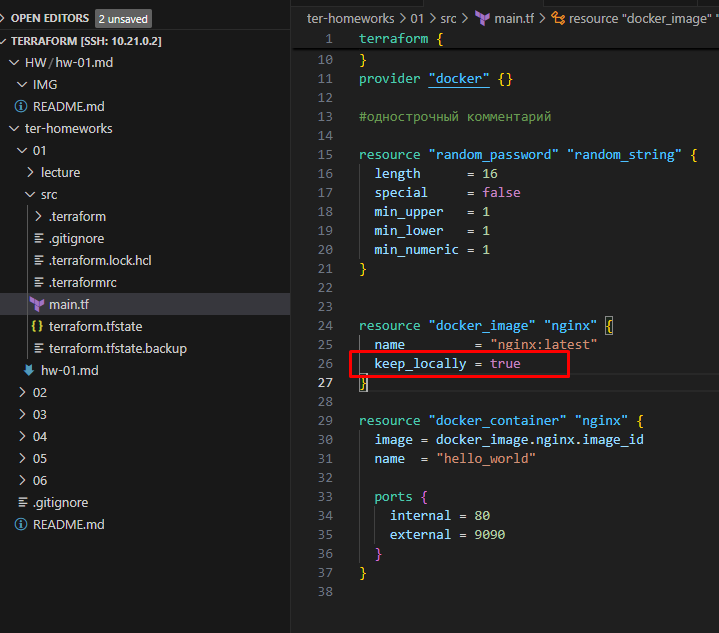 OPEN EDITORS 2 unsaved
TERRAFORM [SSH: 10.21.0.2]
HW / hw-01.md
IMG
README.md
ter-homeworks
01
lecture
src
.terraform
.gitignore
.terraform.lock.hcl
.terraformrc
main.tf
terraform.tfstate
terraform.tfstate.backup
hw-01.md
02
03
04
05
06
.gitignore
README.md
ter-homeworks > 01 > src > main.tf > resource "docker_image" "
1 terraform {
10 }
11 provider "docker" {}
12
13 #однострочный комментарий
14
15 resource "random_password" "random_string" {
16 length = 16
17 special = false
18 min_upper = 1
19 min_lower = 1
20 min_numeric = 1
21 }
22
23
24 resource "docker_image" "nginx" {
25 name = "nginx:latest"
26 keep_locally = true
27 }
28
29 resource "docker_container" "nginx" {
30 image = docker_image.nginx.image_id
31 name = "hello_world"
32
33 ports {
34 internal = 80
35 external = 9090
36 }
37 }
38